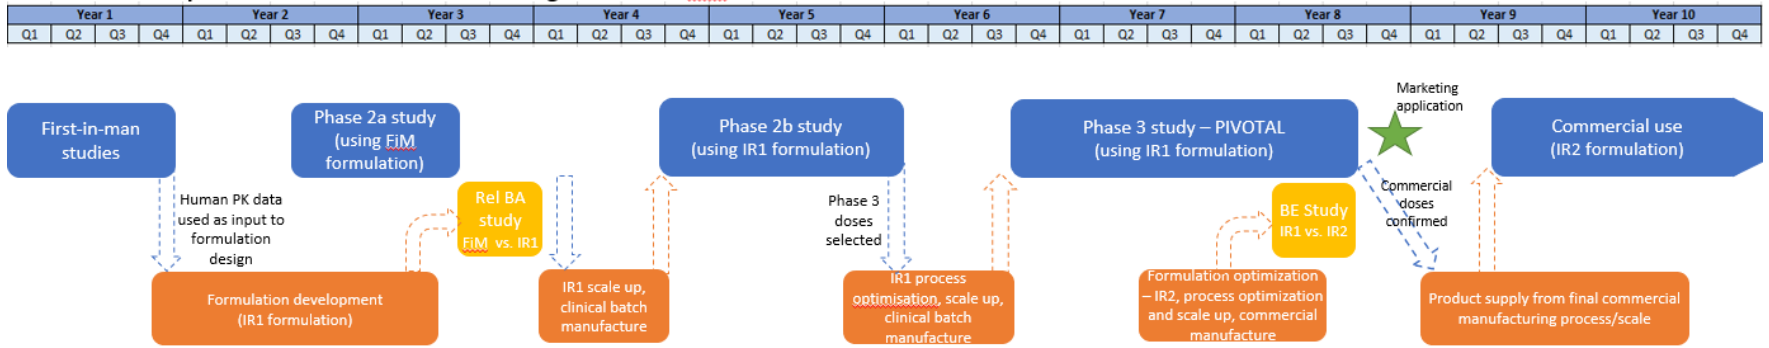 Year 1 Year 2 Year 3 Year 4 Year 5 Year 6 Year 7 Year 8 Year 9 Year 10
Q1 Q2 Q3 Q4 Q1 Q2 Q3 Q4 Q1 Q2 Q3 Q4 Q1 Q2 Q3 Q4 Q1 Q2 Q3 Q4 Q1 Q2 Q3 Q4 Q1 Q2 Q3 Q4 Q1 Q2 Q3 Q4 Q1 Q2 Q3 Q4 Q1 Q2 Q3 Q4
First-in-man
studies
Phase 2a study
(using FiM
formulation)
Phase 2b study
(using IR1 formulation)
Phase 3 study – PIVOTAL
(using IR1 formulation)
Marketing
application
Commercial use
(IR2 formulation)
Human PK data
used as input to
formulation
design
Rel BA
study
FiM vs. IR1
Phase 3
doses
selected
BE Study
IR1 vs. IR2
Commercial
doses
confirmed
Formulation development
(IR1 formulation)
IR1 scale up,
clinical batch
manufacture
IR1 process
optimisation, scale up,
clinical batch
manufacture
Formulation optimization
– IR2, process optimization
and scale up, commercial
manufacture
Product supply from final commercial
manufacturing process/scale